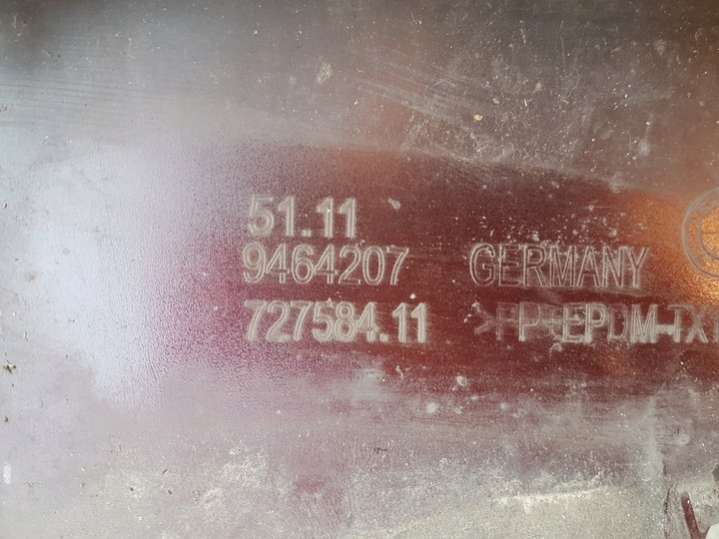 51.11
9464207 GERMANY
727584.11 >PP+EPDM-TX